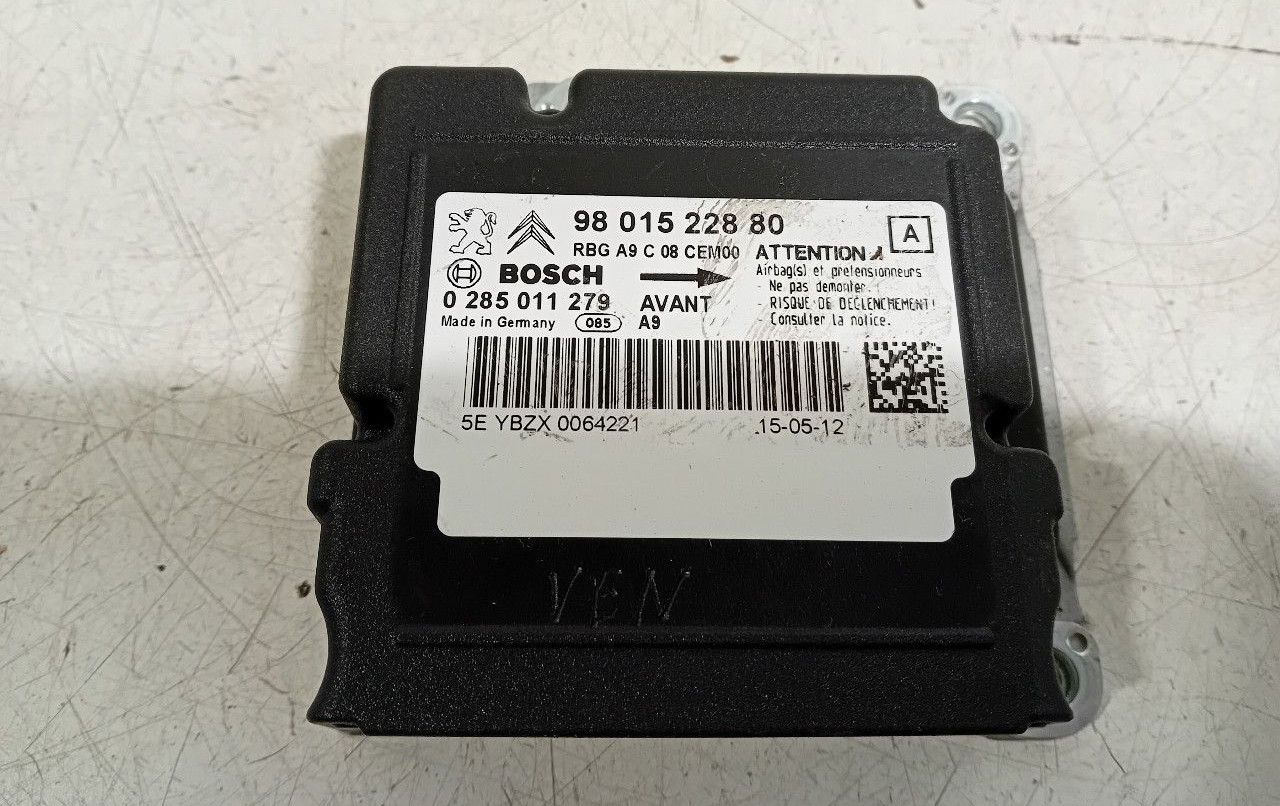 98 015 228 80
A
RBG A9 C 08 CEM00
ATTENTION
BOSCH
Airbag(s) et pretensionneurs
- Ne pas demonter.
0 285 011 279
AVANT
- RISQUE DE DECLENCHEMENT!
Made in Germany
085
A9
- Consulter la notice.
5E YBZX 0064221
15-05-12
VEN